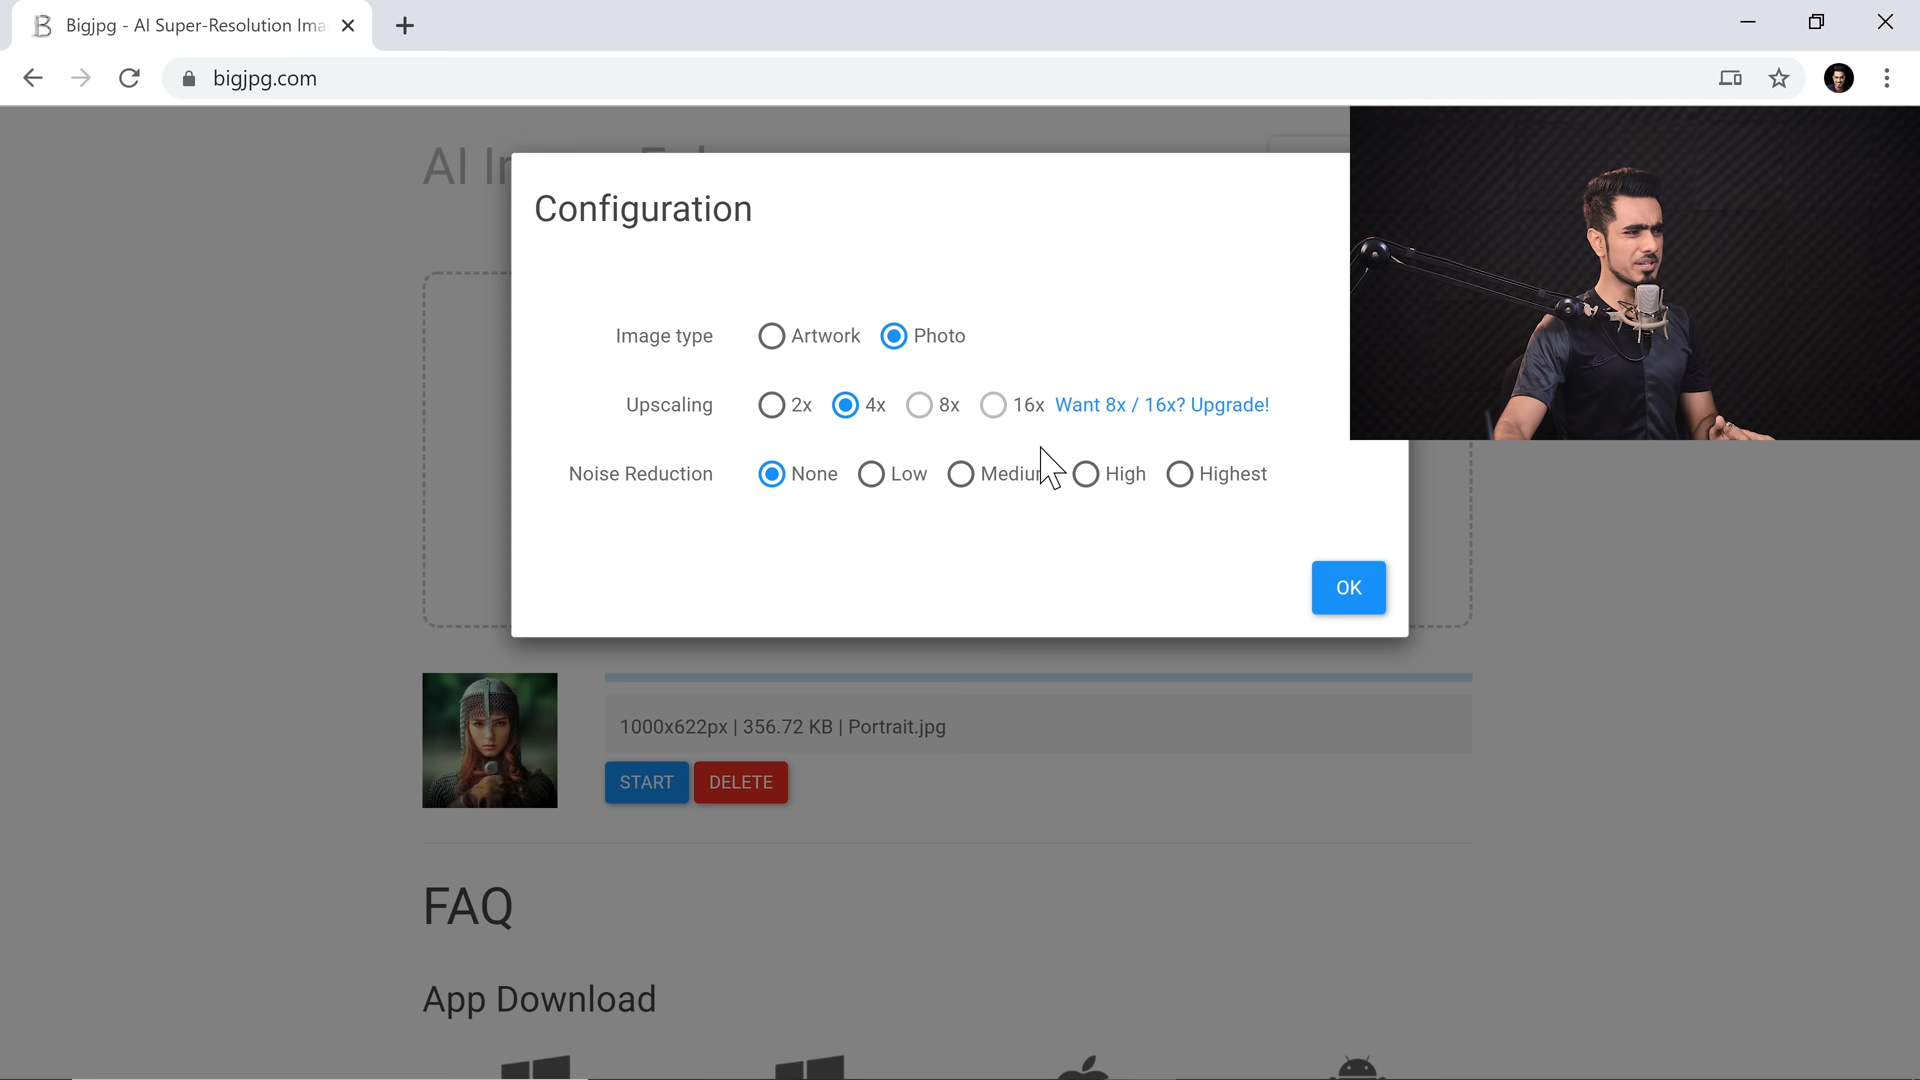 Bigjpg - AI Super-Resolution Ima
bigjpg.com
AI
Configuration
Image type Artwork Photo
Upscaling 2x 4x 8x 16x Want 8x / 16x? Upgrade!
Noise Reduction None Low High Highest
OK
1000x622px | 356.72 KB | Portrait.jpg
START DELETE
FAQ
App Download